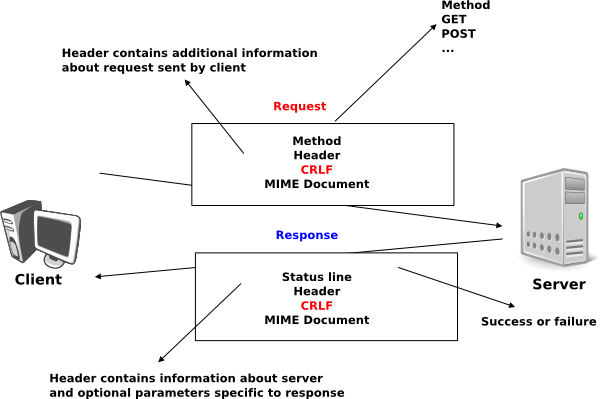 Method
GET
POST
...
Header contains additional information
about request sent by client
Request
Method
Header
CRLF
MIME Document
Response
Client
Server
Status line
Header
CRLF
MIME Document
Success or failure
Header contains information about server
and optional parameters specific to response